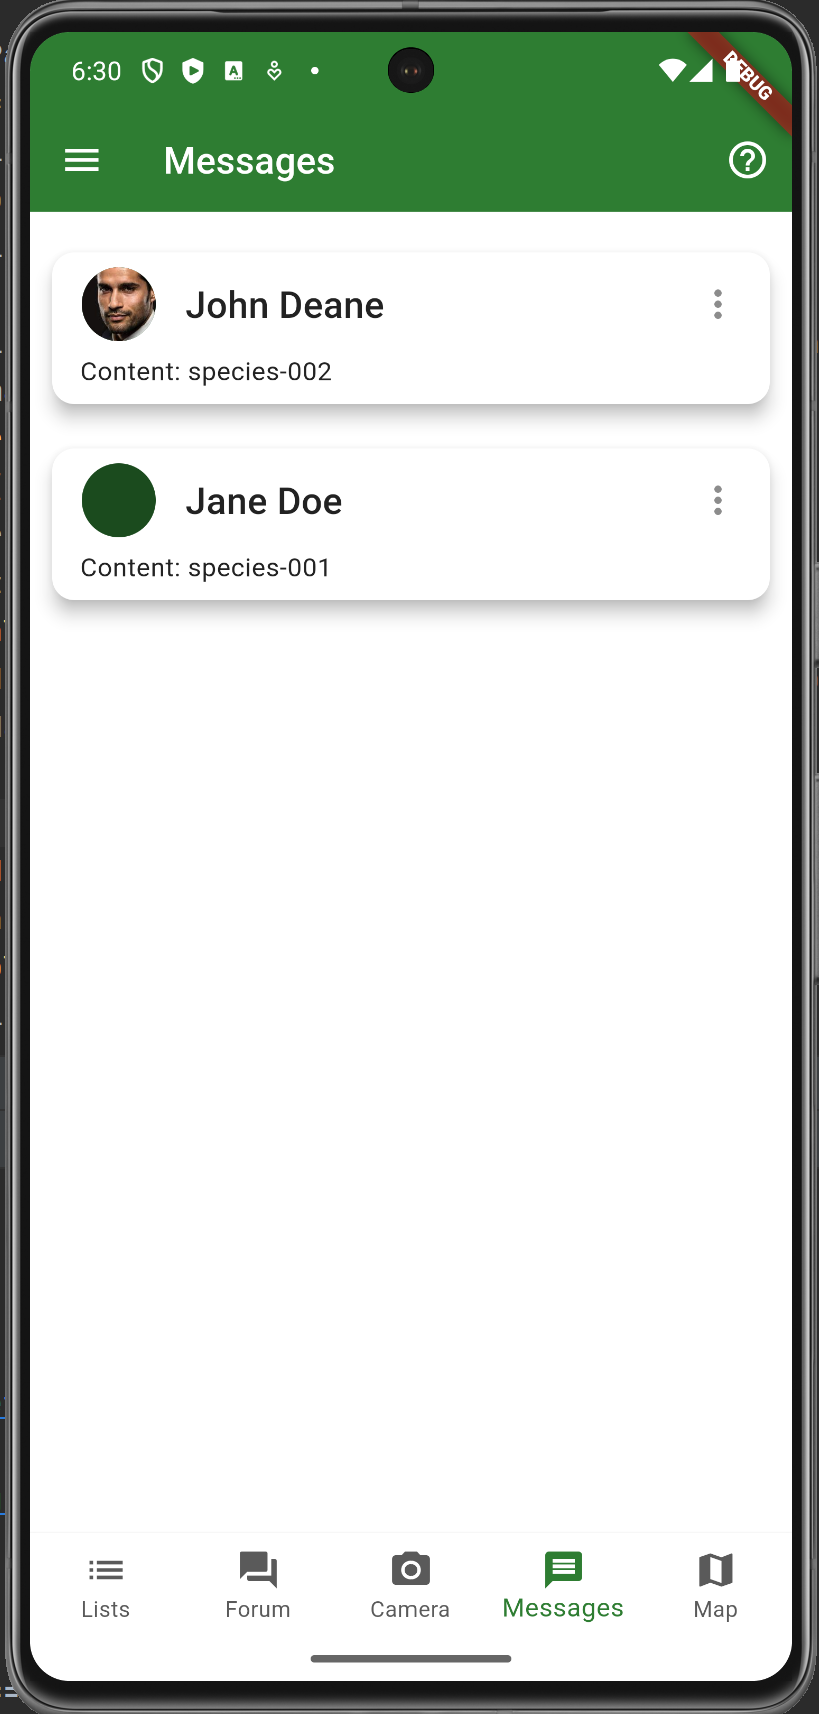 6:30
DEBUG
Messages
John Deane
Content: species-002
Jane Doe
Content: species-001
Lists
Forum
Camera
Messages
Map